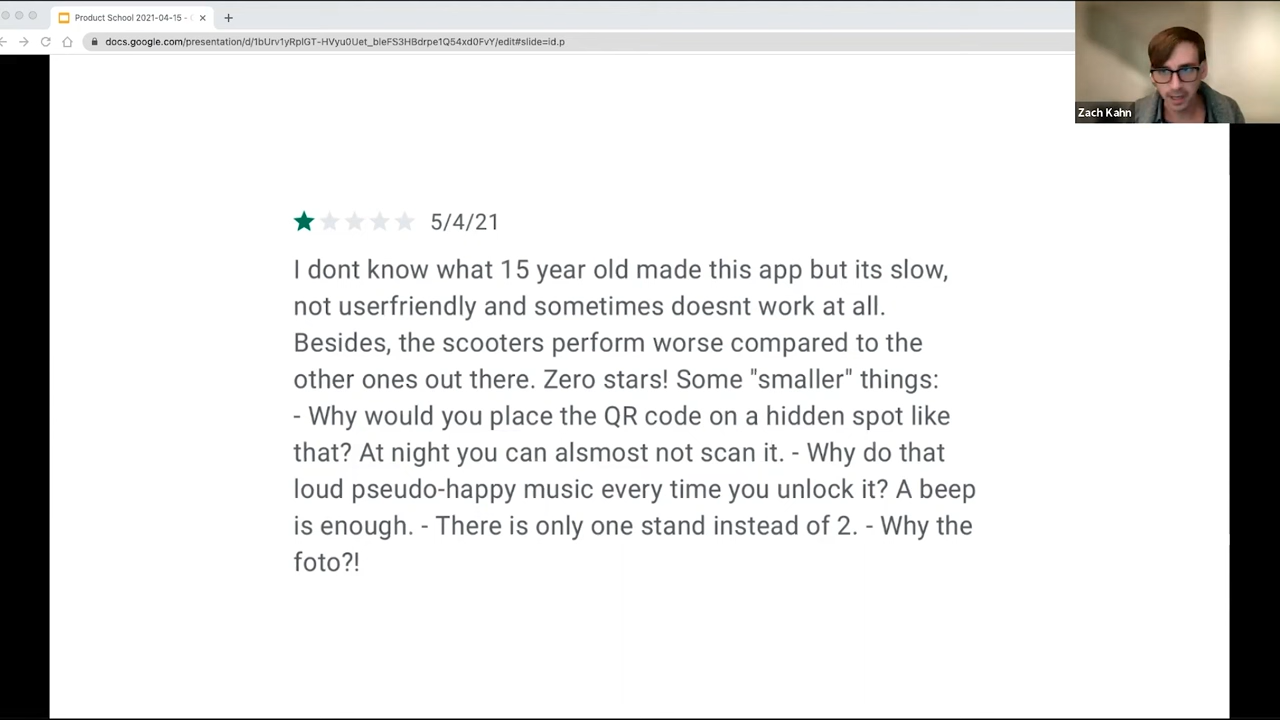 Product School 2021-04-15 -
docs.google.com/presentation/d/1bUrv1yRplGT-HVyu0Uet_bleFS3HBdrpe1Q54xd0FvY/edit#slide=id.p
Zach Kahn
5/4/21
I dont know what 15 year old made this app but its slow,
not userfriendly and sometimes doesnt work at all.
Besides, the scooters perform worse compared to the
other ones out there. Zero stars! Some "smaller" things:
- Why would you place the QR code on a hidden spot like
that? At night you can alsmost not scan it. - Why do that
loud pseudo-happy music every time you unlock it? A beep
is enough. - There is only one stand instead of 2. - Why the
foto?!